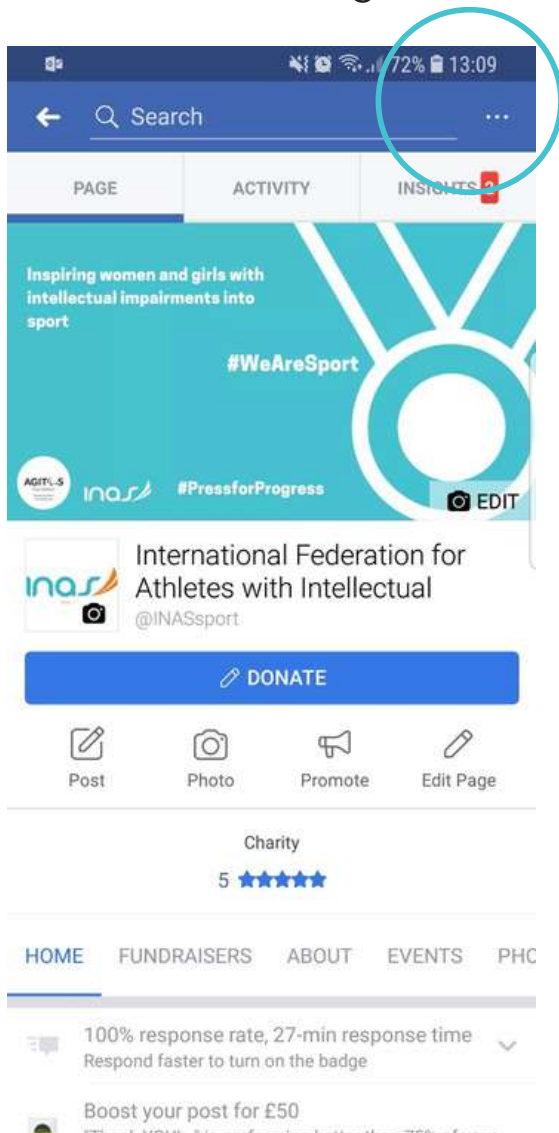 72% 13:09
Search
PAGE ACTIVITY INSIGHTS
Inspiring women and girls with
intellectual impairments into
sport
#WeAreSport
AGITOS
inas #PressforProgress EDIT
inas
International Federation for
Athletes with Intellectual
@INASsport
DONATE
Post Photo Promote Edit Page
Charity
5
HOME FUNDRAISERS ABOUT EVENTS PHO
100% response rate, 27-min response time
Respond faster to turn on the badge
Boost your post for £50